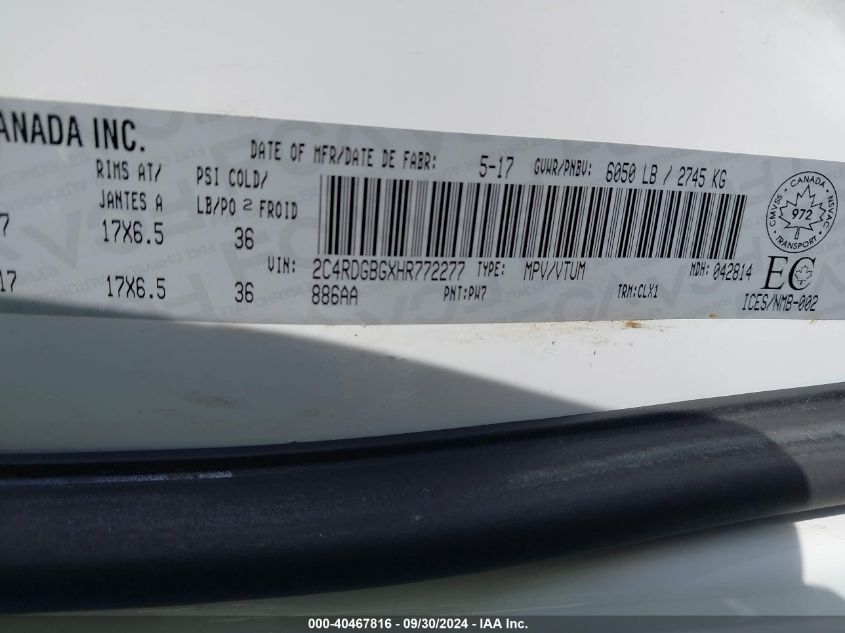 CANADA INC.
DATE OF MFR/DATE DE FABR: 5-17 GVWR/PNBV: 6050 LB / 2745 KG
RIMS AT/
JANTES A
PSI COLD/
LB/PO 2 FROID
7 17X6.5 36
17 17X6.5 36
VIN: 2C4RDGBGXHR772277 TYPE: MPV/VTUM MDH: 042814
886AA PNT:PW7 TRM:CLX1
CANADA
CMVSS
972
NSVAC
EC
ICES/NMB-002
000-40467816 - 09/30/2024 - IAA Inc.